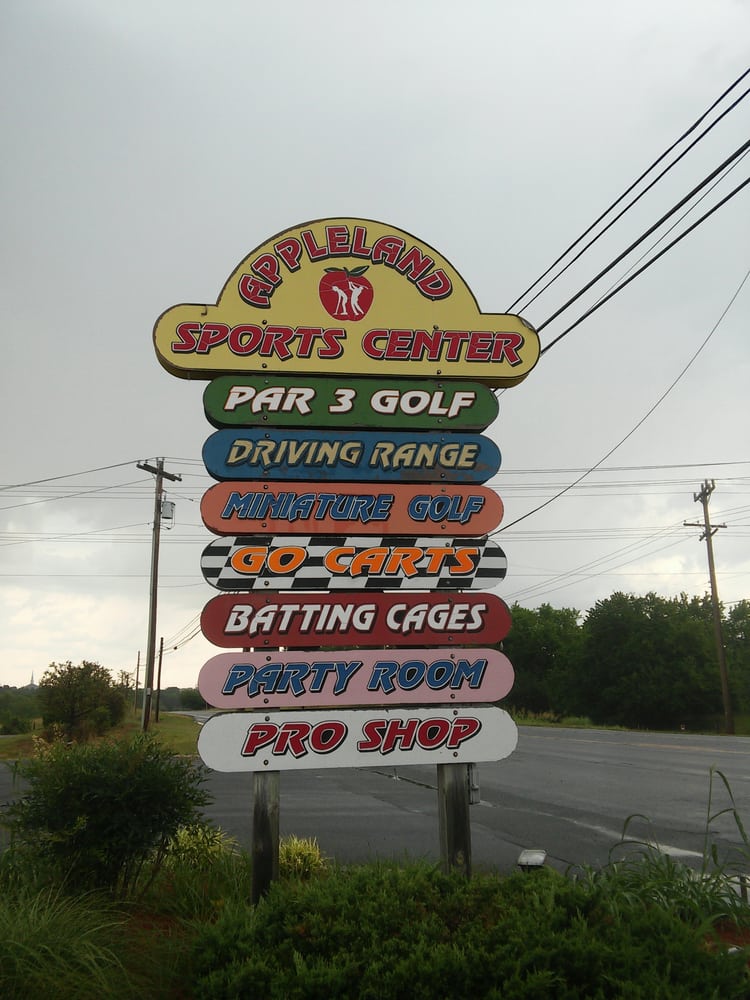 APPLELAND
SPORTS CENTER
PAR 3 GOLF
DRIVING RANGE
MINIATURE GOLF
GO CARTS
BATTING CAGES
PARTY ROOM
PRO SHOP